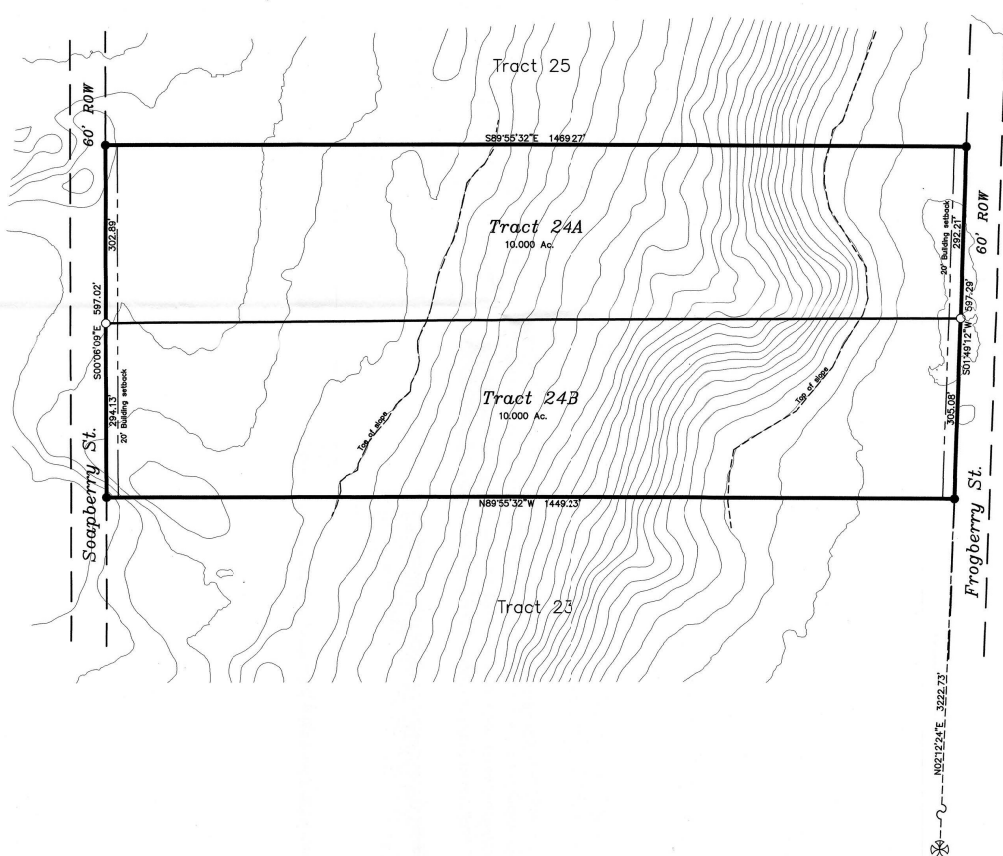 Tract 25
60' ROW
S89°55'32"E 1469.27'
Tract 24A
10.000 Ac.
302.89'
20' Building setback
292.21'
60' ROW
S00°06'09"E 597.02'
S01°49'12"W 597.29'
Tract 24B
10.000 Ac.
294.13'
20' Building setback
Toe of slope
Top of slope
305.08'
Soapberry St.
N89°55'32"W 1449.23'
Frogberry St.
Tract 23
N02°12'24"E 3222.73'